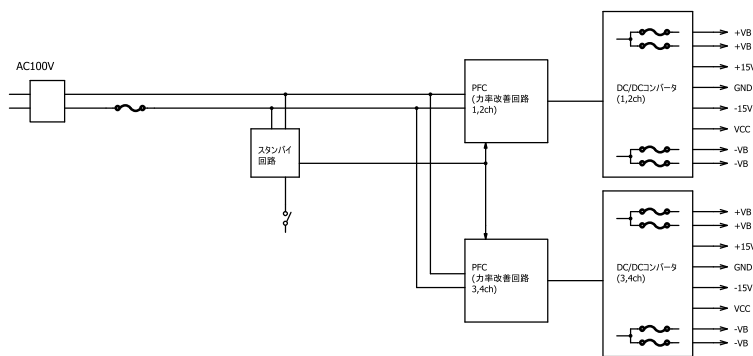 AC100V
スタンバイ
回路
PFC
(力率改善回路
1,2ch)
DC/DCコンバータ
(1,2ch)
+VB
+VB
+15V
GND
-15V
VCC
-VB
-VB
PFC
(力率改善回路
3,4ch)
DC/DCコンバータ
(3,4ch)
+VB
+VB
+15V
GND
-15V
VCC
-VB
-VB